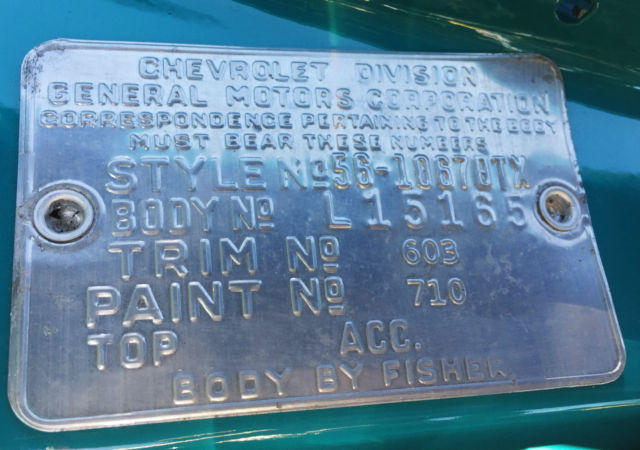 CHEVROLET DIVISION
GENERAL MOTORS CORPORATION
CORRESPONDENCE PERTAINING TO THE BODY
MUST BEAR THESE NUMBERS
STYLE Nº 56-1067DTX
BODY Nº L15165
TRIM Nº 603
PAINT Nº 710
TOP ACC.
BODY BY FISHER